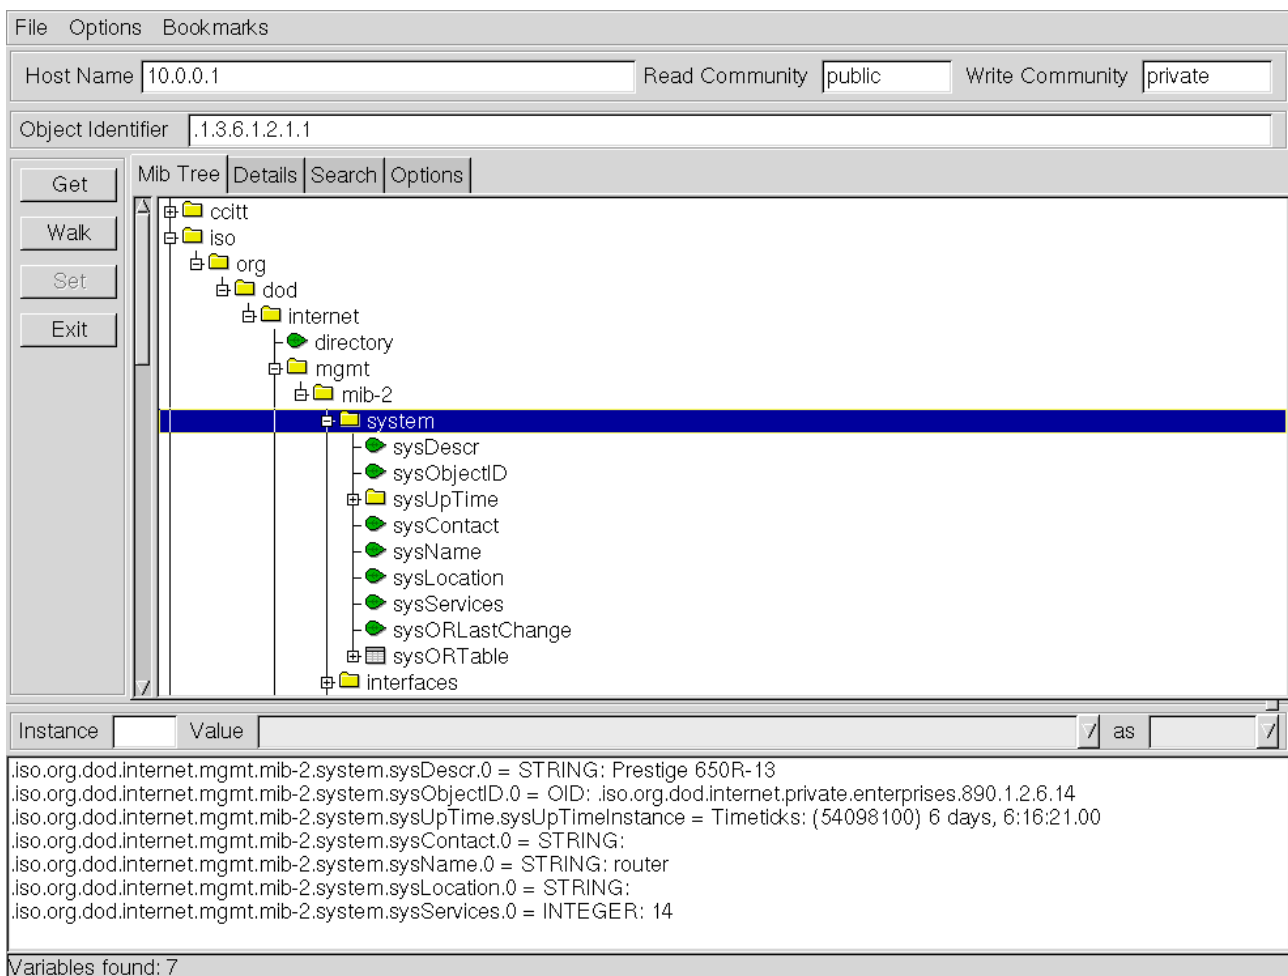 File Options Bookmarks
Host Name 10.0.0.1 Read Community public Write Community private
Object Identifier .1.3.6.1.2.1.1
Get
Walk
Set
Exit
Mib Tree Details Search Options
ccitt
iso
org
dod
internet
directory
mgmt
mib-2
system
sysDescr
sysObjectID
sysUpTime
sysContact
sysName
sysLocation
sysServices
sysORLastChange
sysORTable
interfaces
Instance Value as
.iso.org.dod.internet.mgmt.mib-2.system.sysDescr.0 = STRING: Prestige 650R-13
.iso.org.dod.internet.mgmt.mib-2.system.sysObjectID.0 = OID: .iso.org.dod.internet.private.enterprises.890.1.2.6.14
.iso.org.dod.internet.mgmt.mib-2.system.sysUpTime.sysUpTimeInstance = Timeticks: (54098100) 6 days, 6:16:21.00
.iso.org.dod.internet.mgmt.mib-2.system.sysContact.0 = STRING:
.iso.org.dod.internet.mgmt.mib-2.system.sysName.0 = STRING: router
.iso.org.dod.internet.mgmt.mib-2.system.sysLocation.0 = STRING:
.iso.org.dod.internet.mgmt.mib-2.system.sysServices.0 = INTEGER: 14
Variables found: 7